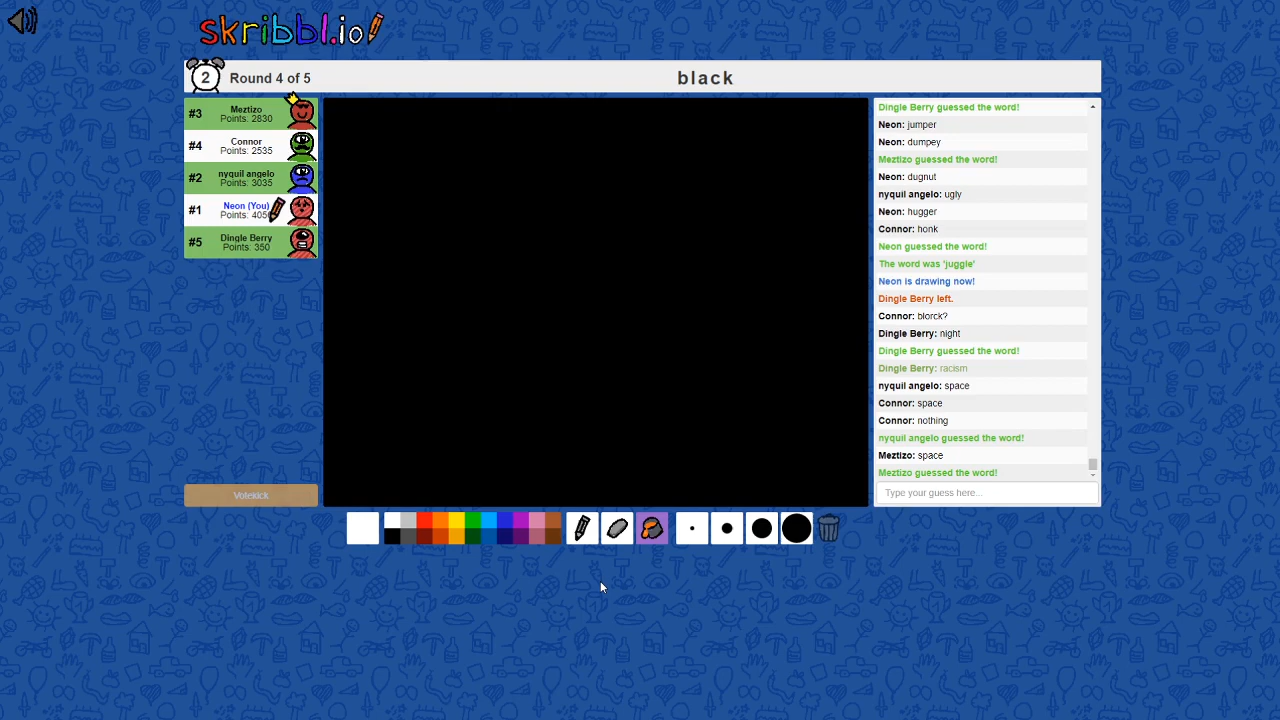 skribbl.io
2
Round 4 of 5
black
#3
Meztizo
Points: 2830
#4
Connor
Points: 2535
#2
nyquil angelo
Points: 3035
#1
Neon (You)
Points: 4050
#5
Dingle Berry
Points: 350
Votekick
Dingle Berry guessed the word!
Neon: jumper
Neon: dumpey
Meztizo guessed the word!
Neon: dugnut
nyquil angelo: ugly
Neon: hugger
Connor: honk
Neon guessed the word!
The word was 'juggle'
Neon is drawing now!
Dingle Berry left.
Connor: blorck?
Dingle Berry: night
Dingle Berry guessed the word!
Dingle Berry: racism
nyquil angelo: space
Connor: space
Connor: nothing
nyquil angelo guessed the word!
Meztizo: space
Meztizo guessed the word!
Type your guess here...